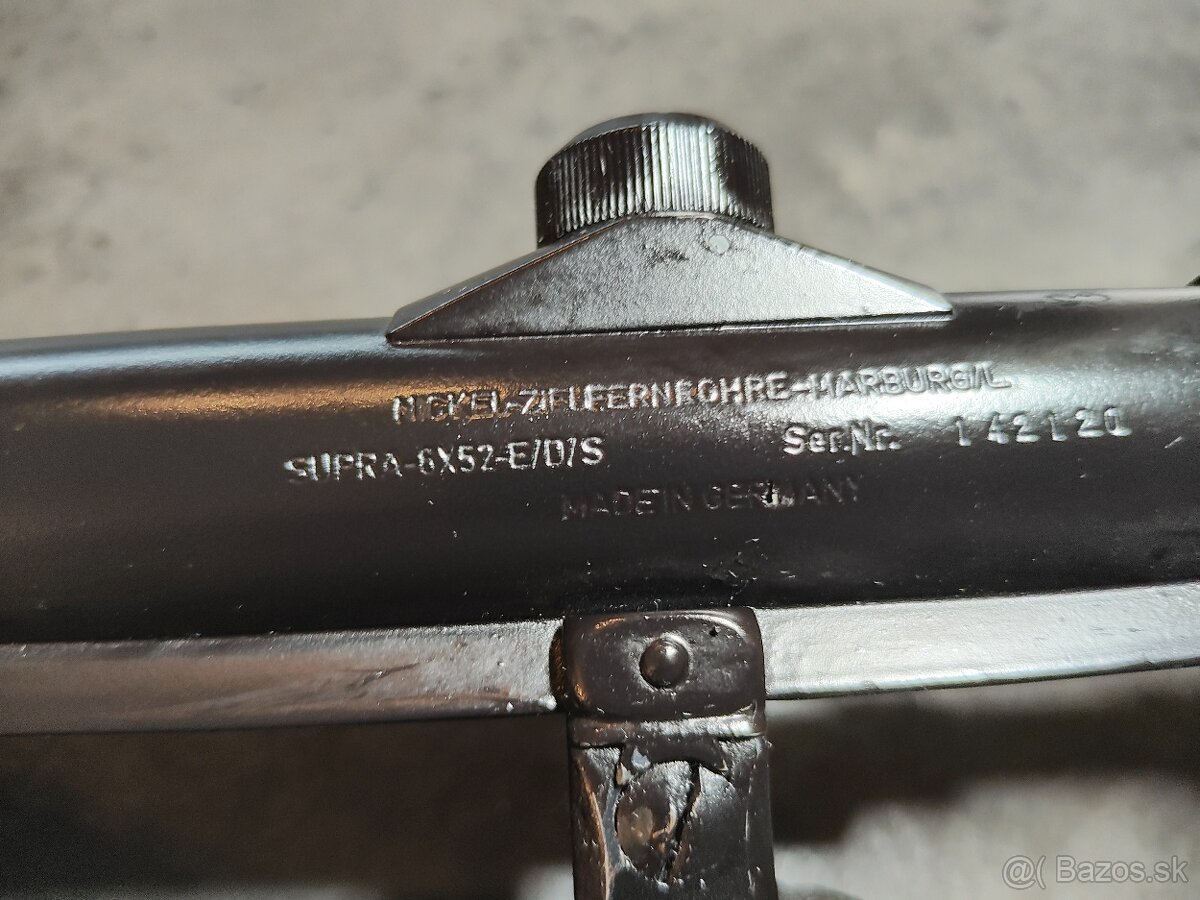 NICKEL-ZIELFERNROHRE-MARBURG/L
SUPRA-6X52-E/D/S Ser.Nr. 142120
MADE IN GERMANY
@( Bazos.sk